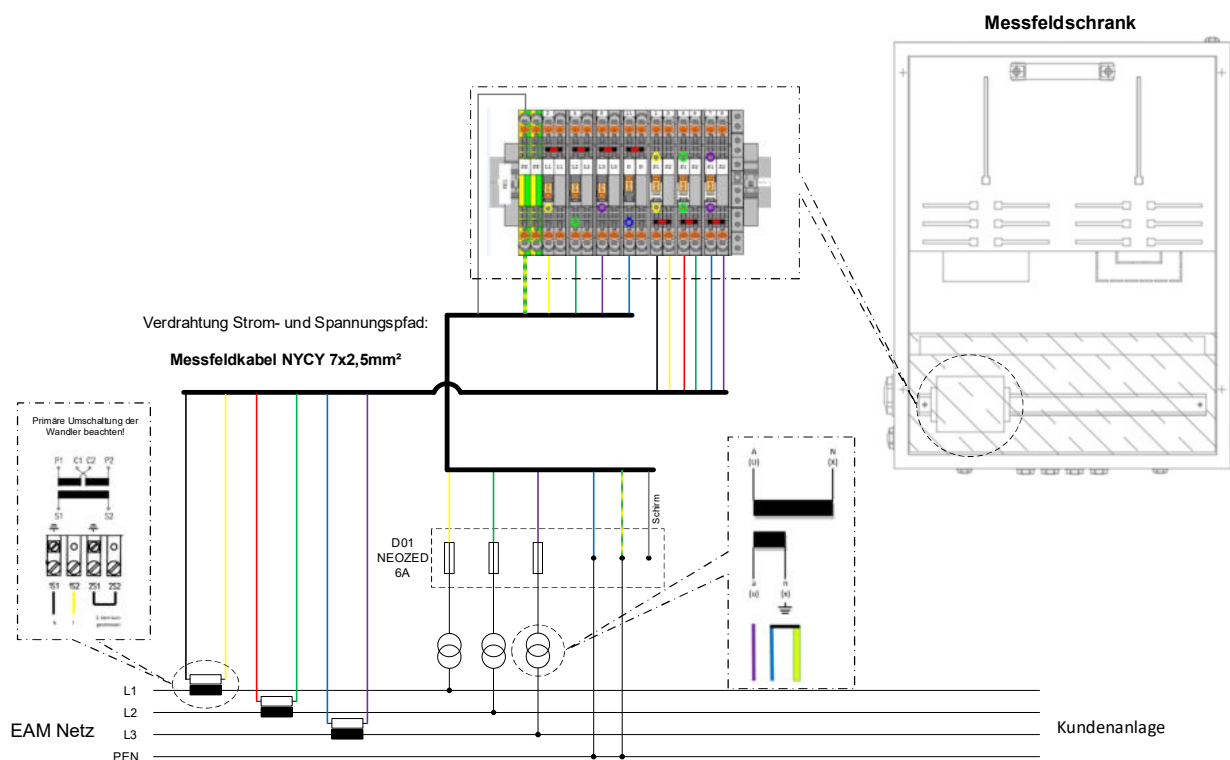 Messfeldschrank
Verdrahtung Strom- und Spannungspfad:
Messfeldkabel NYCY 7x2,5mm²
Primäre Umschaltung der
Wandler beachten!
P1 C1 C2 P2
S1 S2
1S1 1S2 2S1 2S2
D01
NEOZED
6A
Schirm
A
(U)
N
(X)
a
(u)
n
(x)
L1
L2
EAM Netz
L3
PEN
Kundenanlage